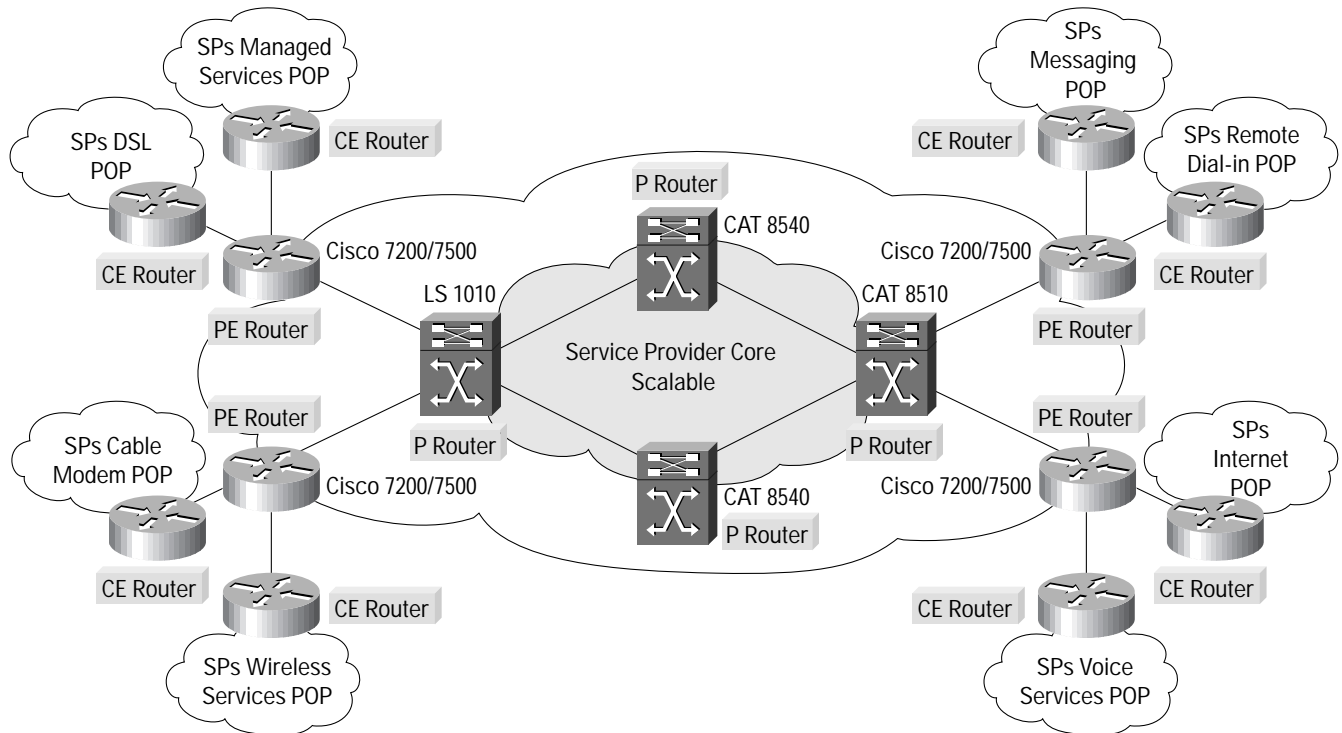 SPs Managed
Services POP
CE Router
SPs DSL
POP
CE Router
Cisco 7200/7500
PE Router
SPs
Messaging
POP
CE Router
SPs Remote
Dial-in POP
CE Router
Cisco 7200/7500
PE Router
P Router
CAT 8540
LS 1010
P Router
Service Provider Core
Scalable
CAT 8510
P Router
CAT 8540
P Router
PE Router
Cisco 7200/7500
SPs Cable
Modem POP
CE Router
CE Router
SPs Wireless
Services POP
PE Router
Cisco 7200/7500
SPs
Internet
POP
CE Router
CE Router
SPs Voice
Services POP